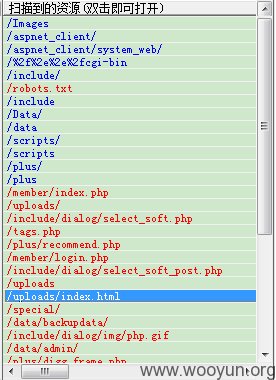 扫描到的资源(双击即可打开)
/Images
/aspnet_client/
/aspnet_client/system_web/
/%2f%2e%2e%2fcgi-bin
/include/
/robots.txt
/include
/Data/
/data
/scripts/
/scripts
/plus/
/plus
/member/index.php
/uploads/
/include/dialog/select_soft.php
/tags.php
/plus/recommend.php
/member/login.php
/include/dialog/select_soft_post.php
/uploads
/uploads/index.html
/special/
/data/backupdata/
/include/dialog/img/php.gif
/data/admin/
/plus/digg_frame.php
www.wooyun.org